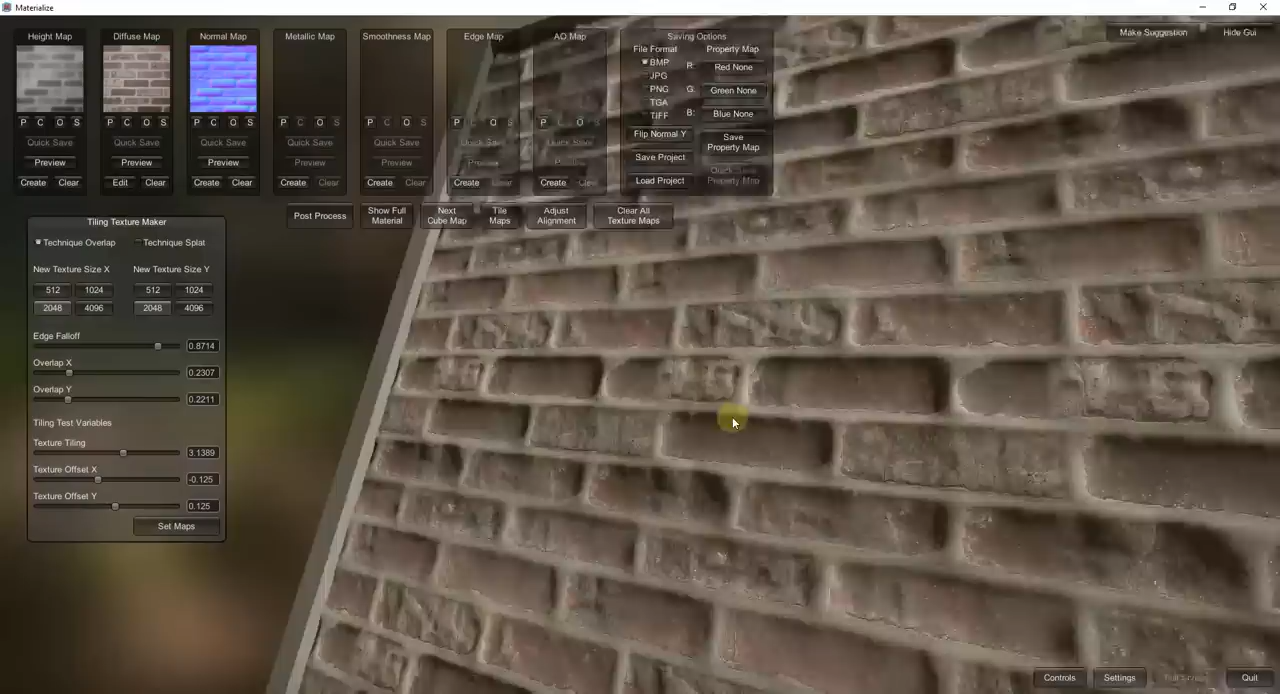 Materialize
Height Map
P C O S
Quick Save
Preview
Create Clear
Diffuse Map
P C O S
Quick Save
Preview
Edit Clear
Normal Map
P C O S
Quick Save
Preview
Create Clear
Metallic Map
P C O S
Quick Save
Preview
Create Clear
Smoothness Map
P C O S
Quick Save
Preview
Create Clear
Edge Map
P C O S
Quick Save
Preview
Create Clear
AO Map
P C O S
Quick Save
Create
Saving Options
File Format
BMP
JPG
PNG
TGA
TIFF
Flip Normal Y
Save Project
Load Project
Property Map
R: Red None
G: Green None
B: Blue None
Save
Property Map
Property Map
Make Suggestion Hide Gui
Post Process
Show Full
Material
Next
Cube Map
Tile
Maps
Adjust
Alignment
Clear All
Texture Maps
Tiling Texture Maker
Technique Overlap Technique Splat
New Texture Size X New Texture Size Y
512 1024 512 1024
2048 4096 2048 4096
Edge Falloff
0.8714
Overlap X
0.2307
Overlap Y
0.2211
Tiling Test Variables
Texture Tiling
3.1389
Texture Offset X
-0.125
Texture Offset Y
0.125
Set Maps
Controls Settings Quit